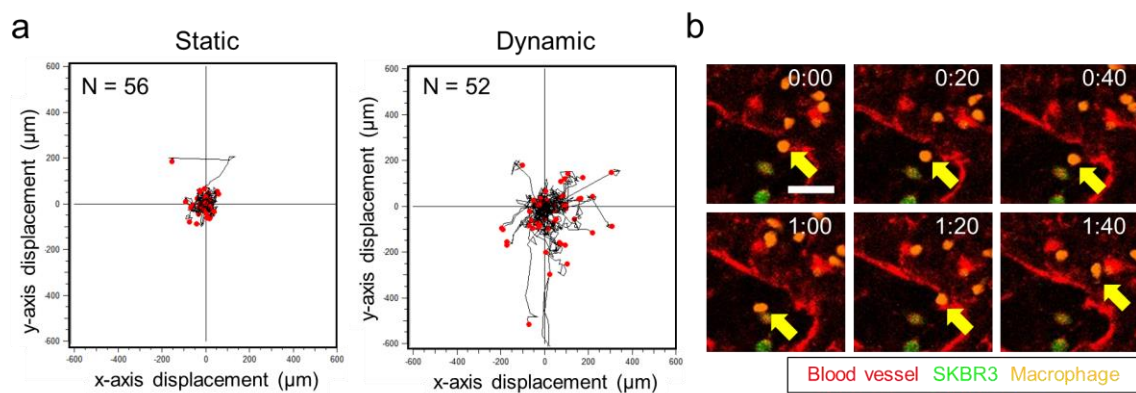 a
Static
N = 56
y-axis displacement (µm)
600
400
200
0
-200
-400
-600
-600 -400 -200 0 200 400 600
x-axis displacement (µm)
Dynamic
N = 52
y-axis displacement (µm)
600
400
200
0
-200
-400
-600
-600 -400 -200 0 200 400 600
x-axis displacement (µm)
b
0:00 0:20 0:40
1:00 1:20 1:40
Blood vessel SKBR3 Macrophage